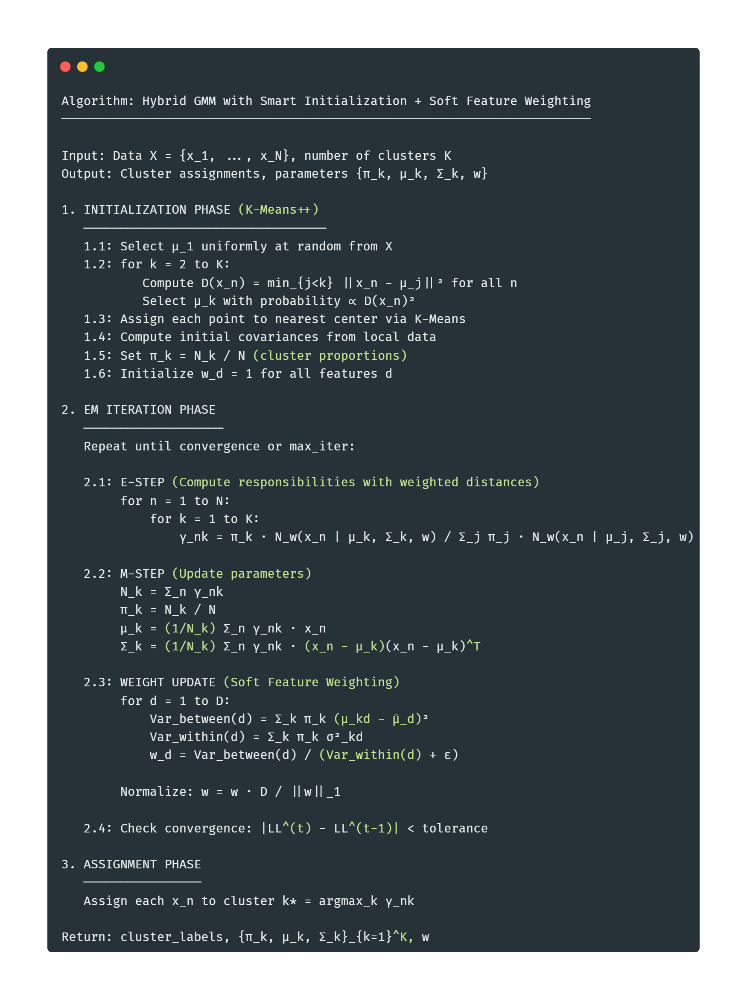 Algorithm: Hybrid GMM with Smart Initialization + Soft Feature Weighting
Input: Data X = {x_1, ..., x_N}, number of clusters K
Output: Cluster assignments, parameters {π_k, μ_k, Σ_k, w}
1. INITIALIZATION PHASE (K-Means++)
1.1: Select μ_1 uniformly at random from X
1.2: for k = 2 to K:
Compute D(x_n) = min_{j<k} ||x_n - μ_j||² for all n
Select μ_k with probability ∝ D(x_n)²
1.3: Assign each point to nearest center via K-Means
1.4: Compute initial covariances from local data
1.5: Set π_k = N_k / N (cluster proportions)
1.6: Initialize w_d = 1 for all features d
2. EM ITERATION PHASE
Repeat until convergence or max_iter:
2.1: E-STEP (Compute responsibilities with weighted distances)
for n = 1 to N:
for k = 1 to K:
γ_nk = π_k · N_w(x_n | μ_k, Σ_k, w) / Σ_j π_j · N_w(x_n | μ_j, Σ_j, w)
2.2: M-STEP (Update parameters)
N_k = Σ_n γ_nk
π_k = N_k / N
μ_k = (1/N_k) Σ_n γ_nk · x_n
Σ_k = (1/N_k) Σ_n γ_nk · (x_n - μ_k)(x_n - μ_k)^T
2.3: WEIGHT UPDATE (Soft Feature Weighting)
for d = 1 to D:
Var_between(d) = Σ_k π_k (μ_kd - μ̄_d)²
Var_within(d) = Σ_k π_k σ²_kd
w_d = Var_between(d) / (Var_within(d) + ε)
Normalize: w = w · D / ||w||_1
2.4: Check convergence: |LL^(t) - LL^(t-1)| < tolerance
3. ASSIGNMENT PHASE
Assign each x_n to cluster k* = argmax_k γ_nk
Return: cluster_labels, {π_k, μ_k, Σ_k}_{k=1}^K, w